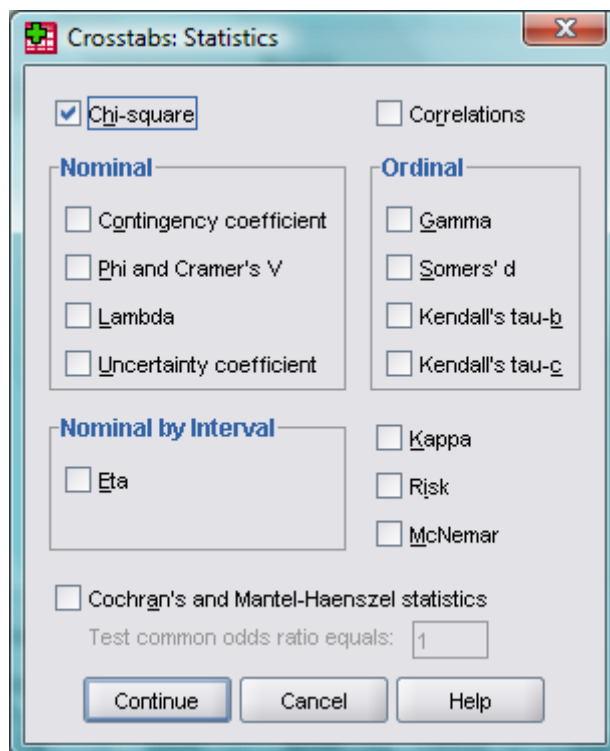 Crosstabs: Statistics
Chi-square
Correlations
Nominal
Contingency coefficient
Phi and Cramer's V
Lambda
Uncertainty coefficient
Ordinal
Gamma
Somers' d
Kendall's tau-b
Kendall's tau-c
Nominal by Interval
Eta
Kappa
Risk
McNemar
Cochran's and Mantel-Haenszel statistics
Test common odds ratio equals: 1
Continue Cancel Help